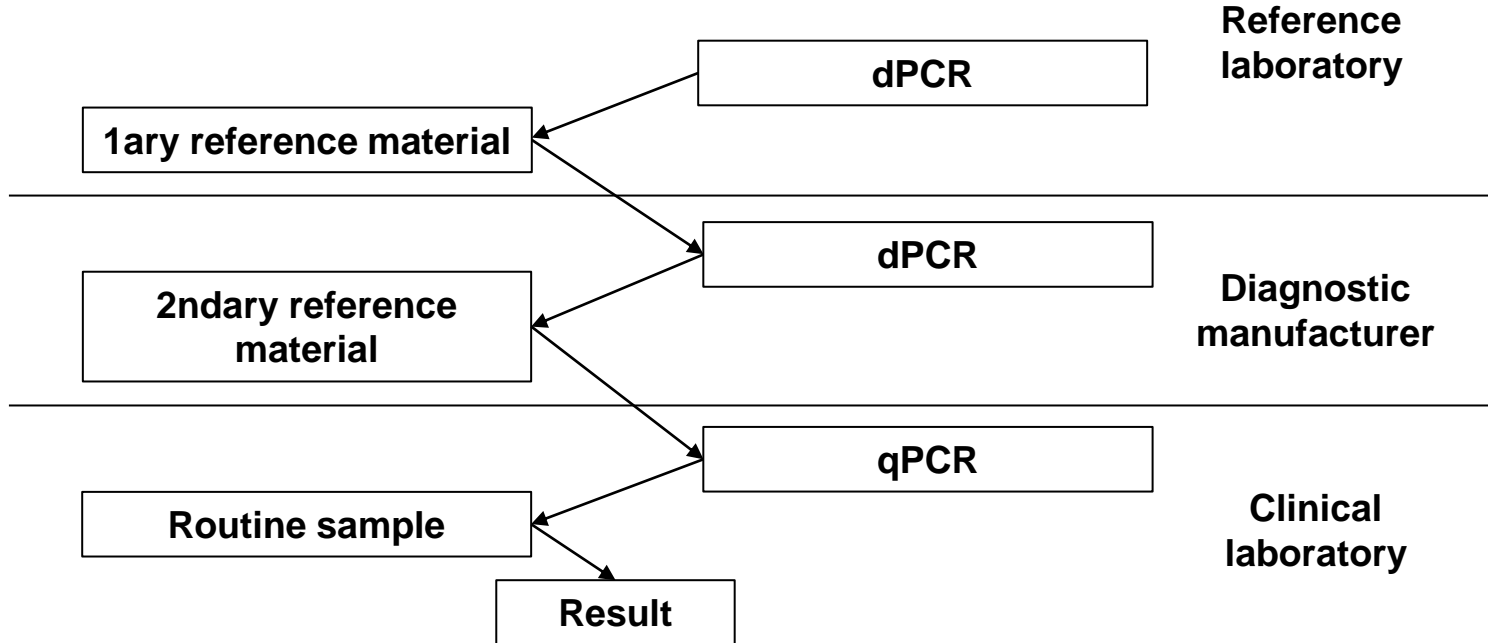 Reference
laboratory
dPCR
1ary reference material
dPCR
2ndary reference
material
Diagnostic
manufacturer
qPCR
Routine sample
Clinical
laboratory
Result